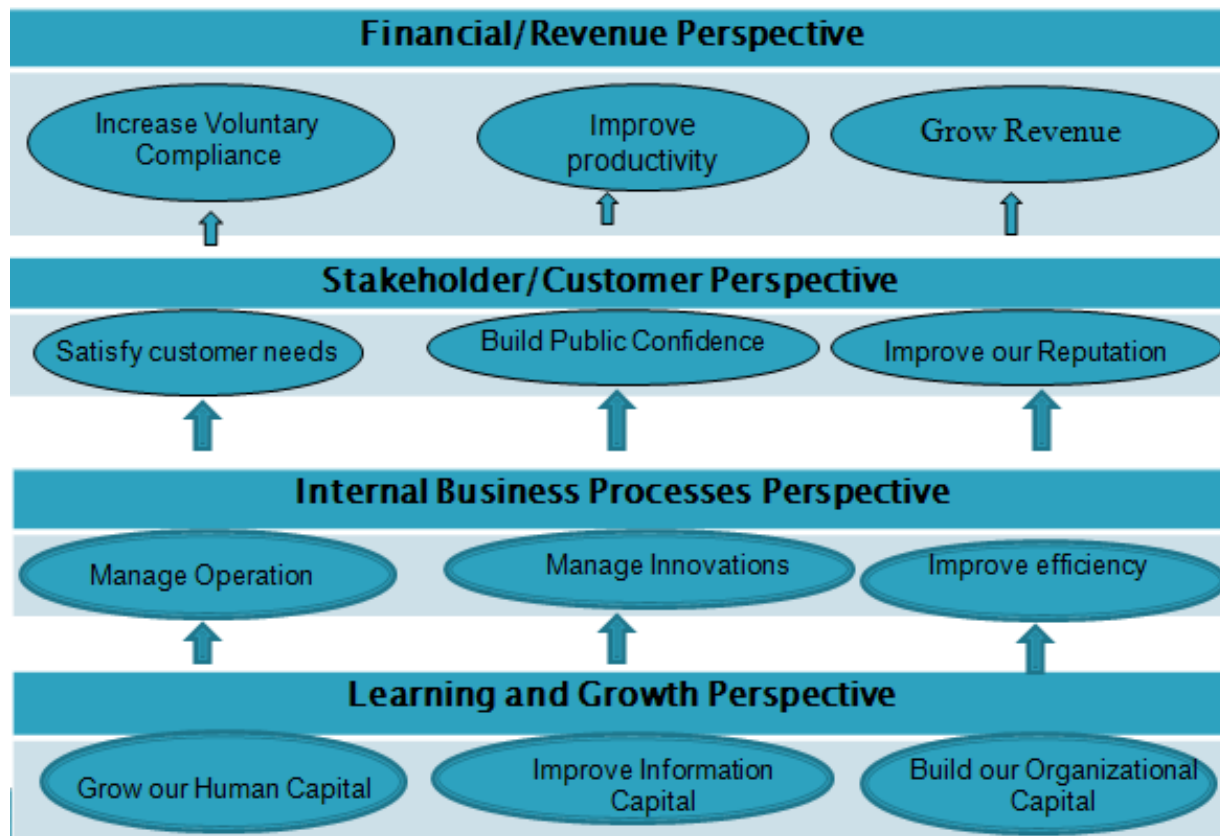 Financial/Revenue Perspective
Increase Voluntary
Compliance
Improve
productivity
Grow Revenue
Stakeholder/Customer Perspective
Satisfy customer needs
Build Public Confidence
Improve our Reputation
Internal Business Processes Perspective
Manage Operation
Manage Innovations
Improve efficiency
Learning and Growth Perspective
Grow our Human Capital
Improve Information
Capital
Build our Organizational
Capital